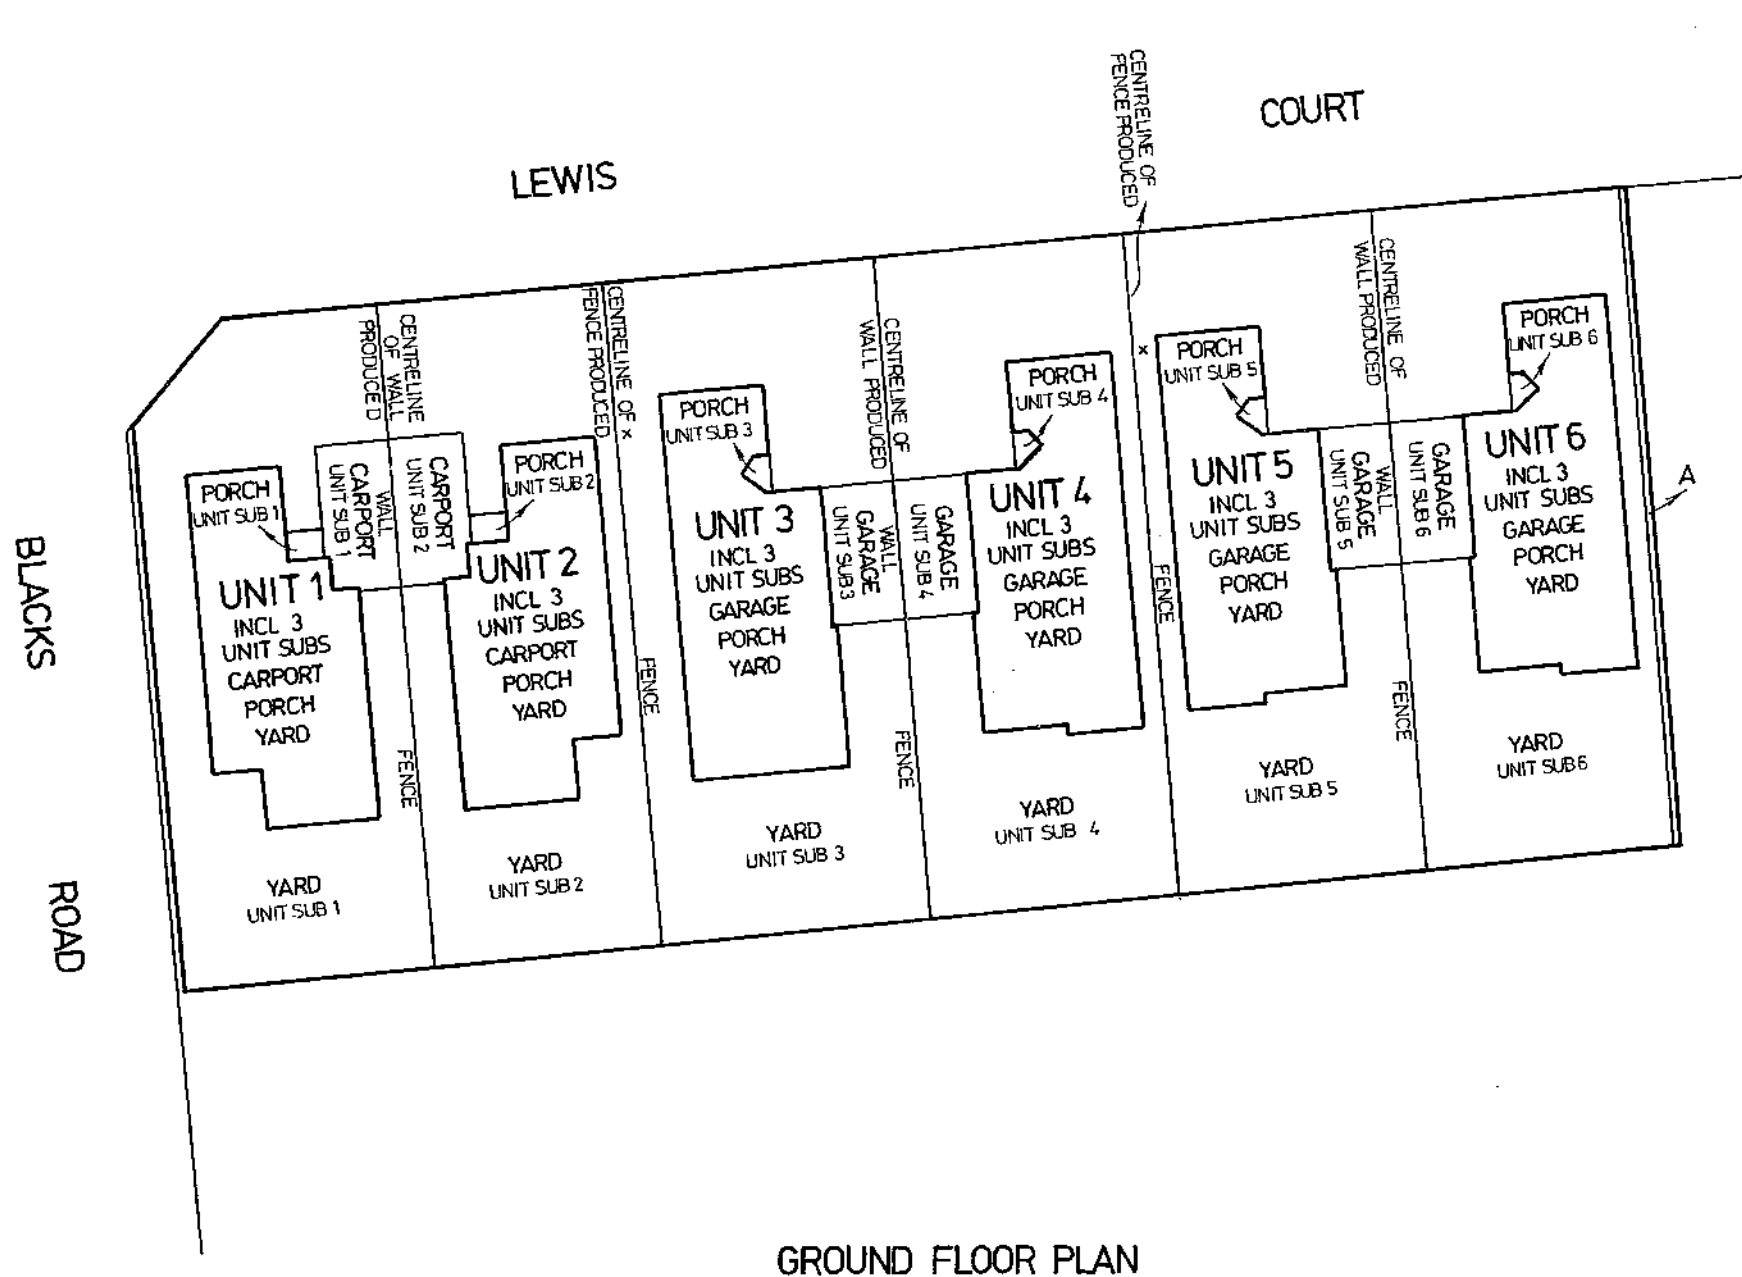 COURT
LEWIS
CENTRELINE OF
FENCE PRODUCED
CENTRELINE
OF WALL
PRODUCED
CENTRELINE OF
FENCE PRODUCED
x
CENTRELINE OF
WALL PRODUCED
x
CENTRELINE OF
WALL PRODUCED
BLACKS
ROAD
PORCH
UNIT SUB 1
CARPORT
UNIT SUB 1
WALL
CARPORT
UNIT SUB 2
PORCH
UNIT SUB 2
UNIT 1
INCL 3
UNIT SUBS
CARPORT
PORCH
YARD
FENCE
YARD
UNIT SUB 1
UNIT 2
INCL 3
UNIT SUBS
CARPORT
PORCH
YARD
FENCE
YARD
UNIT SUB 2
PORCH
UNIT SUB 3
UNIT 3
INCL 3
UNIT SUBS
GARAGE
PORCH
YARD
GARAGE
UNIT SUB 3
WALL
GARAGE
UNIT SUB 4
FENCE
YARD
UNIT SUB 3
PORCH
UNIT SUB 4
UNIT 4
INCL 3
UNIT SUBS
GARAGE
PORCH
YARD
FENCE
YARD
UNIT SUB 4
PORCH
UNIT SUB 5
UNIT 5
INCL 3
UNIT SUBS
GARAGE
PORCH
YARD
GARAGE
UNIT SUB 5
WALL
GARAGE
UNIT SUB 6
FENCE
YARD
UNIT SUB 5
PORCH
UNIT SUB 6
UNIT 6
INCL 3
UNIT SUBS
GARAGE
PORCH
YARD
YARD
UNIT SUB 6
A
GROUND FLOOR PLAN